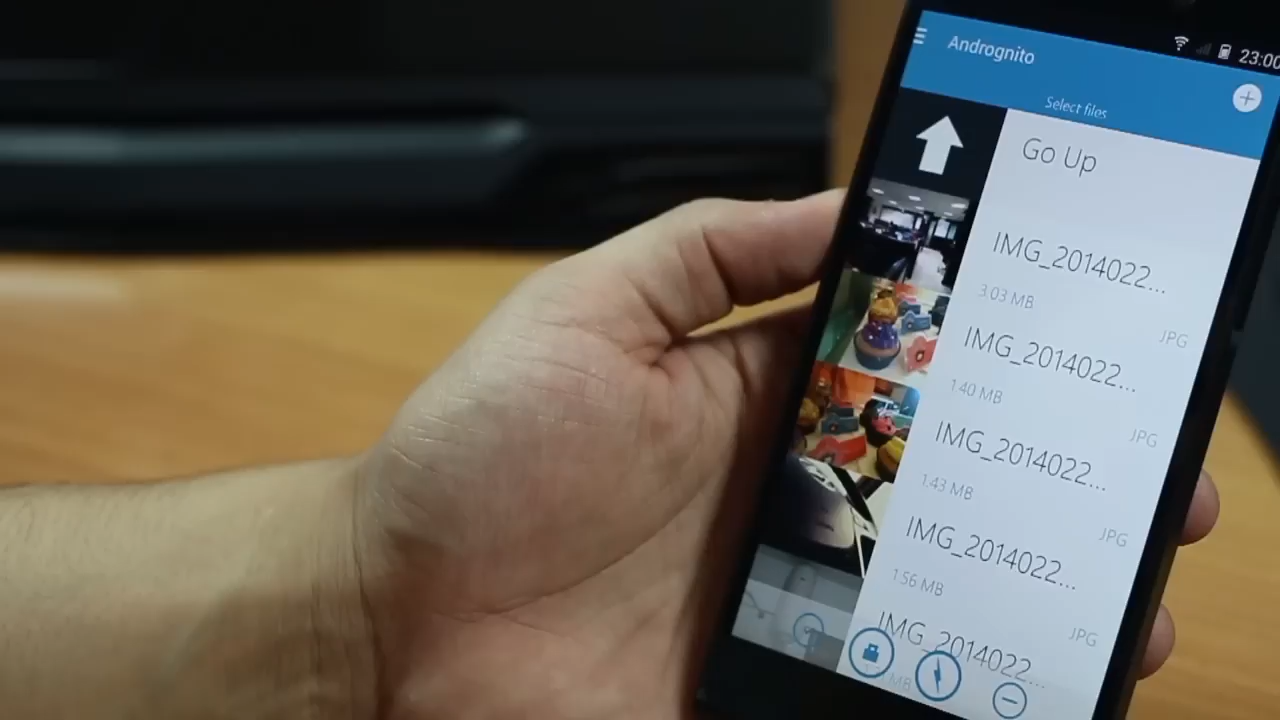 23:00
Andrognito
Select files
Go Up
IMG_2014022...
3.03 MB
JPG
IMG_2014022...
1.40 MB
JPG
IMG_2014022...
1.43 MB
JPG
IMG_2014022...
1.56 MB
JPG
IMG_2014022...
MB